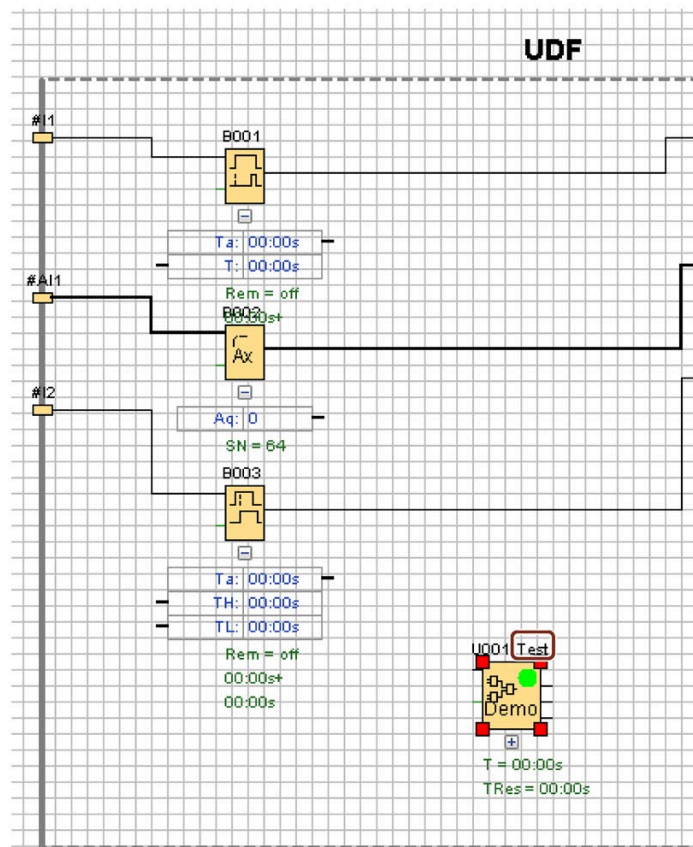 UDF
#I1
B001
Ta: 00:00s
T: 00:00s
Rem = off
00:00s+
#AI1
B002
Ax
Aq: 0
SN = 64
#I2
B003
Ta: 00:00s
TH: 00:00s
TL: 00:00s
Rem = off
00:00s+
00:00s
U001 Test
Demo
T = 00:00s
TRes = 00:00s